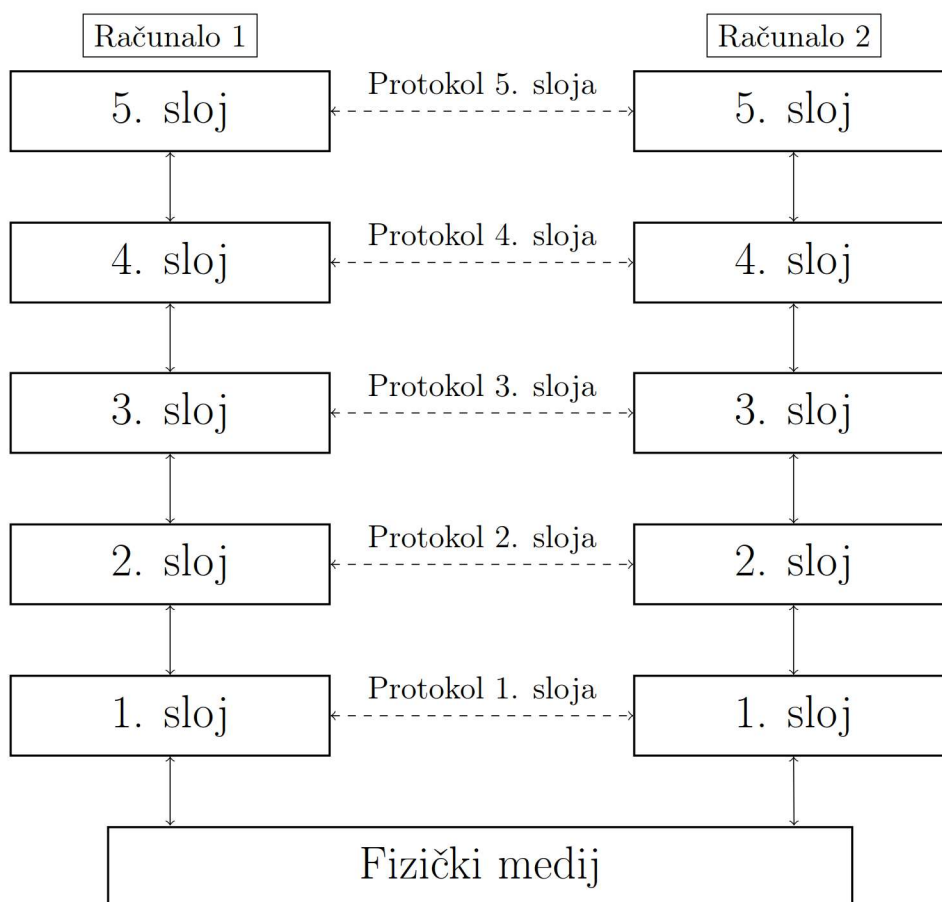 Računalo 1
Računalo 2
5. sloj
Protokol 5. sloja
5. sloj
4. sloj
Protokol 4. sloja
4. sloj
3. sloj
Protokol 3. sloja
3. sloj
2. sloj
Protokol 2. sloja
2. sloj
1. sloj
Protokol 1. sloja
1. sloj
Fizički medij